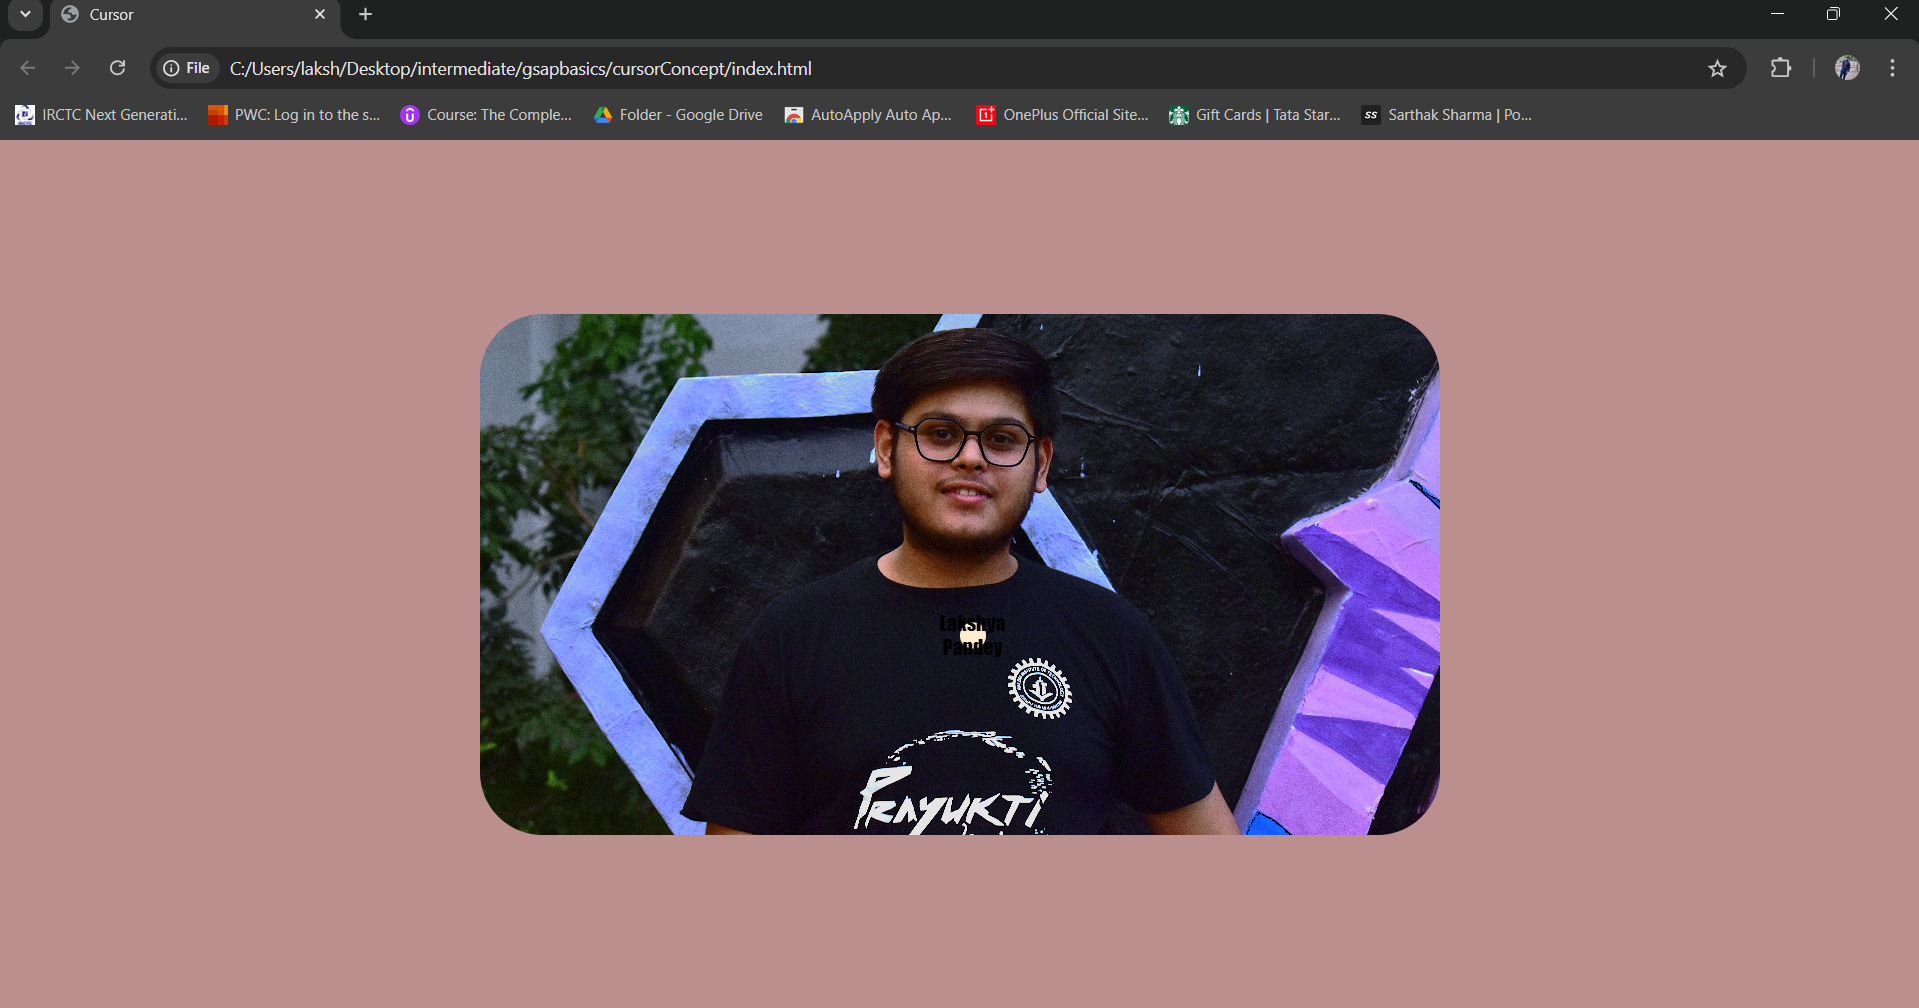 Cursor
File
C:/Users/laksh/Desktop/intermediate/gsapbasics/cursorConcept/index.html
IRCTC Next Generati...
PWC: Log in to the s...
Course: The Comple...
Folder - Google Drive
AutoApply Auto Ap...
OnePlus Official Site...
Gift Cards | Tata Star...
ss
Sarthak Sharma | Po...
Lakshya
Pandey
PRAYUKTI